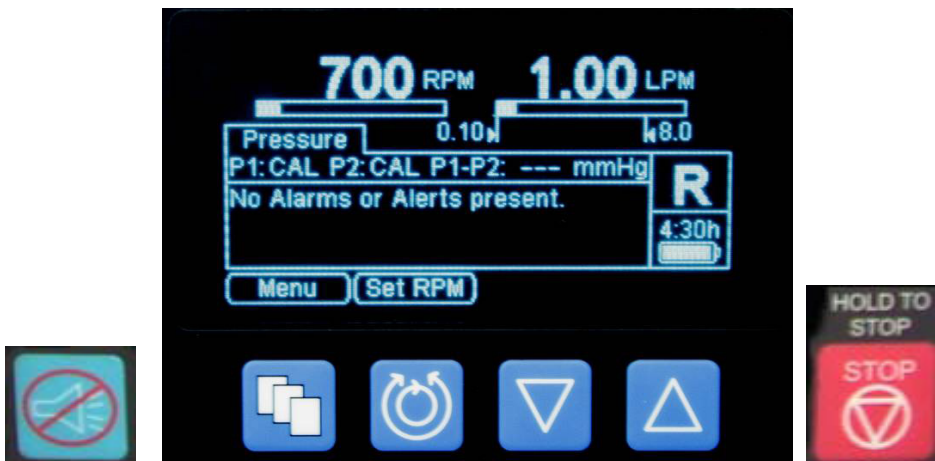 700 RPM 1.00 LPM
0.10 8.0
Pressure
P1: CAL P2: CAL P1-P2: --- mmHg
R
No Alarms or Alerts present.
4:30h
Menu Set RPM
HOLD TO
STOP
STOP